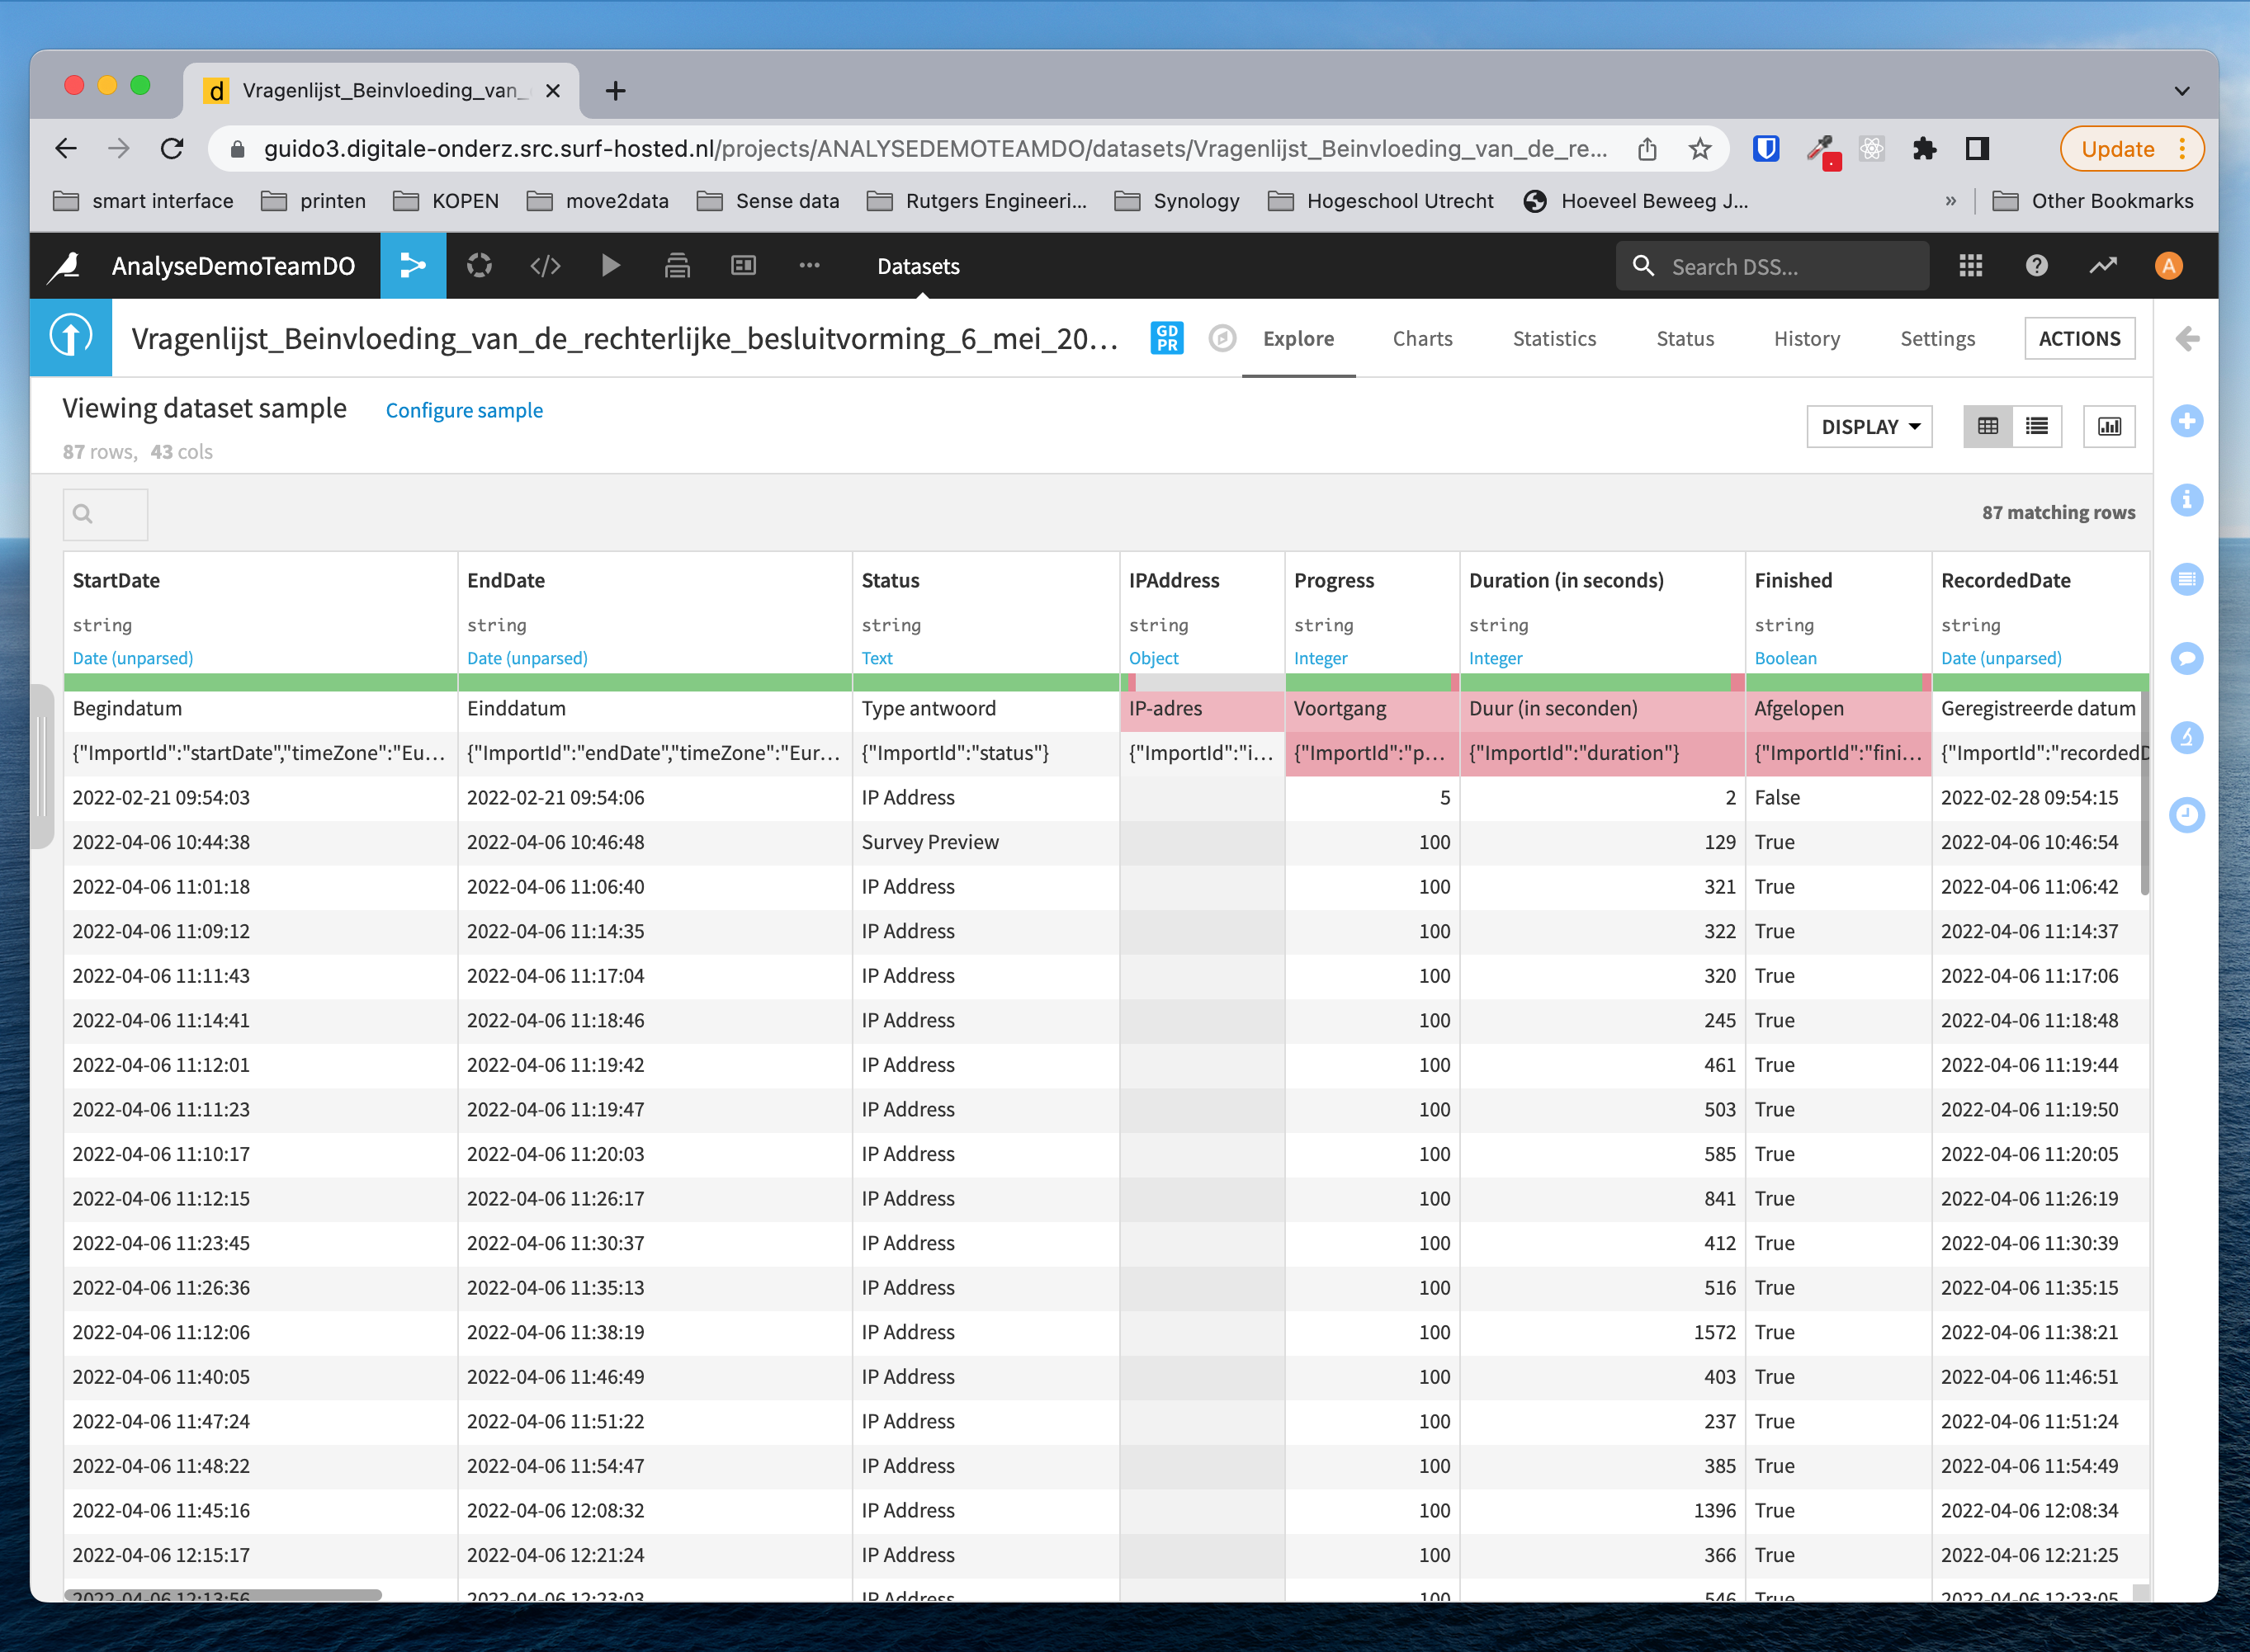 d Vragenlijst_Beinvloeding_van_
guido3.digitale-onderz.src.surf-hosted.nl/projects/ANALYSEDEMOTEAMDO/datasets/Vragenlijst_Beinvloeding_van_de_re... Update
smart interface printen KOPEN move2data Sense data Rutgers Engineeri... Synology Hogeschool Utrecht Hoeveel Beweeg J... » Other Bookmarks
AnalyseDemoTeamDO </> ... Datasets Search DSS... ? A
Vragenlijst_Beinvloeding_van_de_rechterlijke_besluitvorming_6_mei_20... GD PR Explore Charts Statistics Status History Settings ACTIONS
Viewing dataset sample Configure sample DISPLAY
87 rows, 43 cols
87 matching rows
StartDate EndDate Status IPAddress Progress Duration (in seconds) Finished RecordedDate
string string string string string string string string
Date (unparsed) Date (unparsed) Text Object Integer Integer Boolean Date (unparsed)
Begindatum Einddatum Type antwoord IP-adres Voortgang Duur (in seconden) Afgelopen Geregistreerde datum
{"ImportId":"startDate","timeZone":"Eu... {"ImportId":"endDate","timeZone":"Eur... {"ImportId":"status"} {"ImportId":"i... {"ImportId":"p... {"ImportId":"duration"} {"ImportId":"fini... {"ImportId":"recordedD
2022-02-21 09:54:03 2022-02-21 09:54:06 IP Address 5 2 False 2022-02-28 09:54:15
2022-04-06 10:44:38 2022-04-06 10:46:48 Survey Preview 100 129 True 2022-04-06 10:46:54
2022-04-06 11:01:18 2022-04-06 11:06:40 IP Address 100 321 True 2022-04-06 11:06:42
2022-04-06 11:09:12 2022-04-06 11:14:35 IP Address 100 322 True 2022-04-06 11:14:37
2022-04-06 11:11:43 2022-04-06 11:17:04 IP Address 100 320 True 2022-04-06 11:17:06
2022-04-06 11:14:41 2022-04-06 11:18:46 IP Address 100 245 True 2022-04-06 11:18:48
2022-04-06 11:12:01 2022-04-06 11:19:42 IP Address 100 461 True 2022-04-06 11:19:44
2022-04-06 11:11:23 2022-04-06 11:19:47 IP Address 100 503 True 2022-04-06 11:19:50
2022-04-06 11:10:17 2022-04-06 11:20:03 IP Address 100 585 True 2022-04-06 11:20:05
2022-04-06 11:12:15 2022-04-06 11:26:17 IP Address 100 841 True 2022-04-06 11:26:19
2022-04-06 11:23:45 2022-04-06 11:30:37 IP Address 100 412 True 2022-04-06 11:30:39
2022-04-06 11:26:36 2022-04-06 11:35:13 IP Address 100 516 True 2022-04-06 11:35:15
2022-04-06 11:12:06 2022-04-06 11:38:19 IP Address 100 1572 True 2022-04-06 11:38:21
2022-04-06 11:40:05 2022-04-06 11:46:49 IP Address 100 403 True 2022-04-06 11:46:51
2022-04-06 11:47:24 2022-04-06 11:51:22 IP Address 100 237 True 2022-04-06 11:51:24
2022-04-06 11:48:22 2022-04-06 11:54:47 IP Address 100 385 True 2022-04-06 11:54:49
2022-04-06 11:45:16 2022-04-06 12:08:32 IP Address 100 1396 True 2022-04-06 12:08:34
2022-04-06 12:15:17 2022-04-06 12:21:24 IP Address 100 366 True 2022-04-06 12:21:25
2022-04-06 12:13:56 2022-04-06 12:23:03 IP Address 100 546 True 2022-04-06 12:23:05